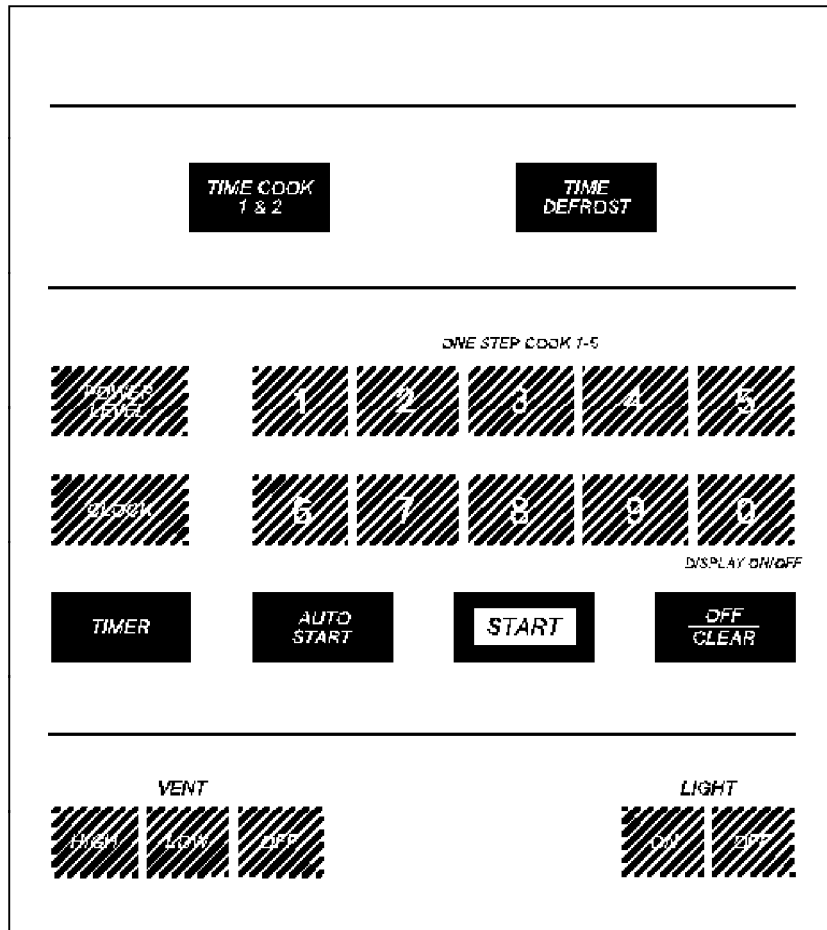 TIME COOK
1 & 2
TIME
DEFROST
ONE STEP COOK 1-5
POWER
LEVEL
1 2 3 4 5
CLOCK
6 7 8 9 0
DISPLAY ON/OFF
TIMER
AUTO
START
START
OFF
CLEAR
VENT
LIGHT
HIGH LOW OFF
ON OFF